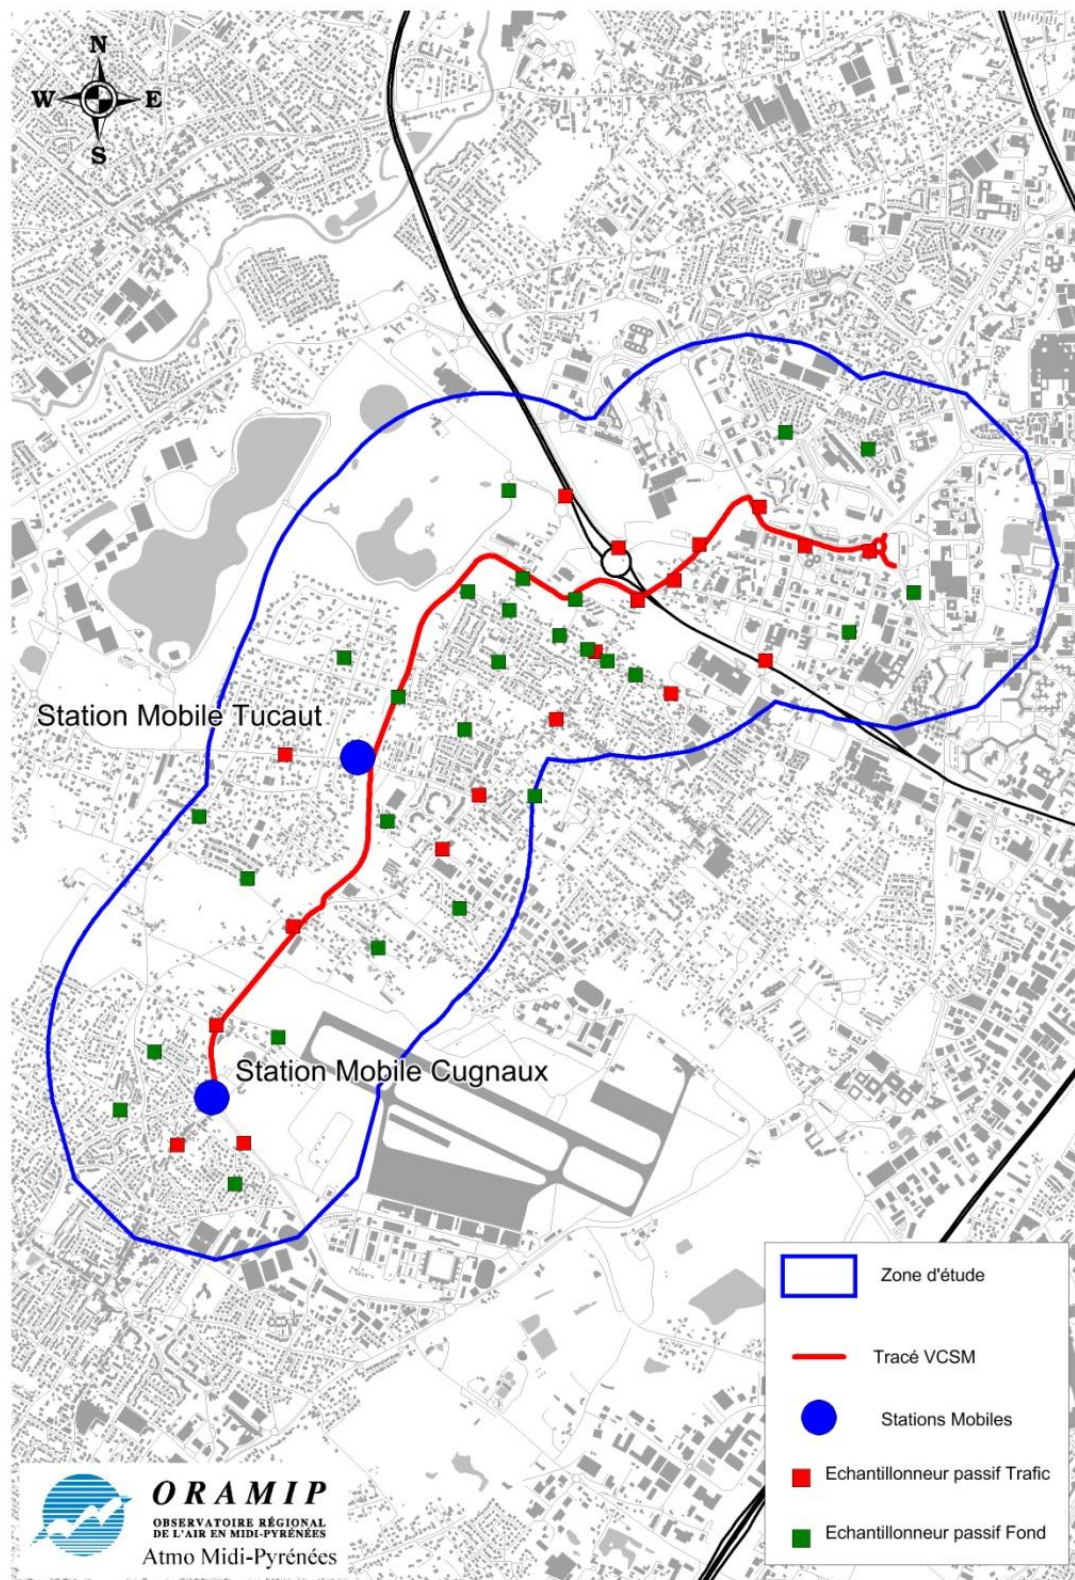 N
W E
S
Station Mobile Tucaut
Station Mobile Cugnaux
Zone d'étude
Tracé VCSM
Stations Mobiles
Echantillonneur passif Trafic
Echantillonneur passif Fond
ORAMIP
OBSERVATOIRE RÉGIONAL
DE L'AIR EN MIDI-PYRÉNÉES
Atmo Midi-Pyrénées